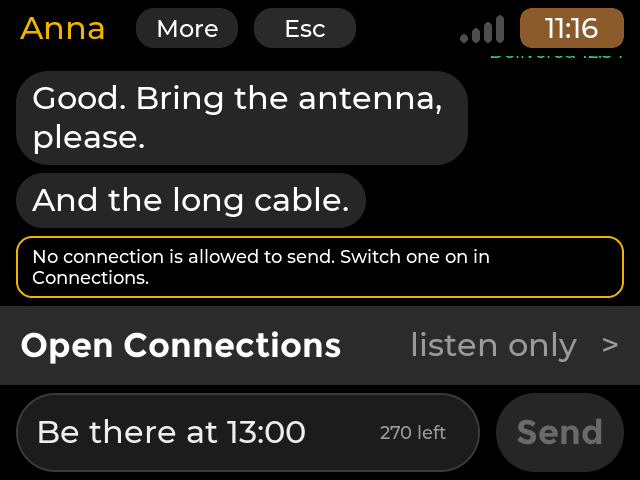 Anna More Esc 11:16
Good. Bring the antenna,
please.
And the long cable.
No connection is allowed to send. Switch one on in
Connections.
Open Connections listen only >
Be there at 13:00 270 left Send